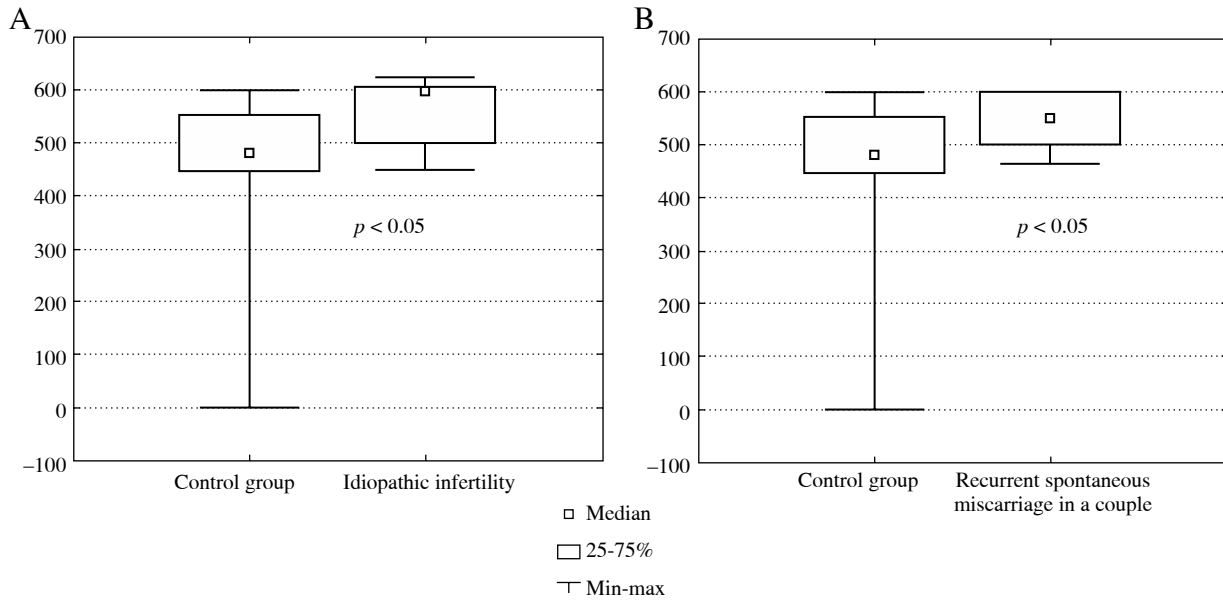 A
700
600
500
400
300
200
100
0
–100
p < 0.05
Control group
Idiopathic infertility
B
700
600
500
400
300
200
100
0
–100
p < 0.05
Control group
Recurrent spontaneous
miscarriage in a couple
Median
25-75%
Min-max